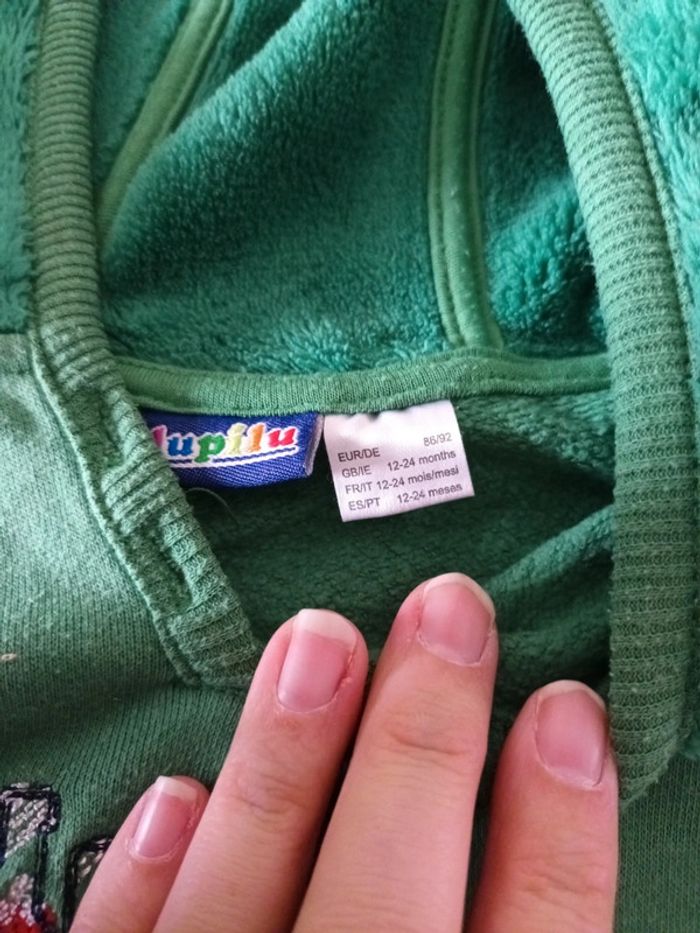 lupilu
EUR/DE 86/92
GB/IE 12-24 months
FR/IT 12-24 mois/mesi
ES/PT 12-24 meses